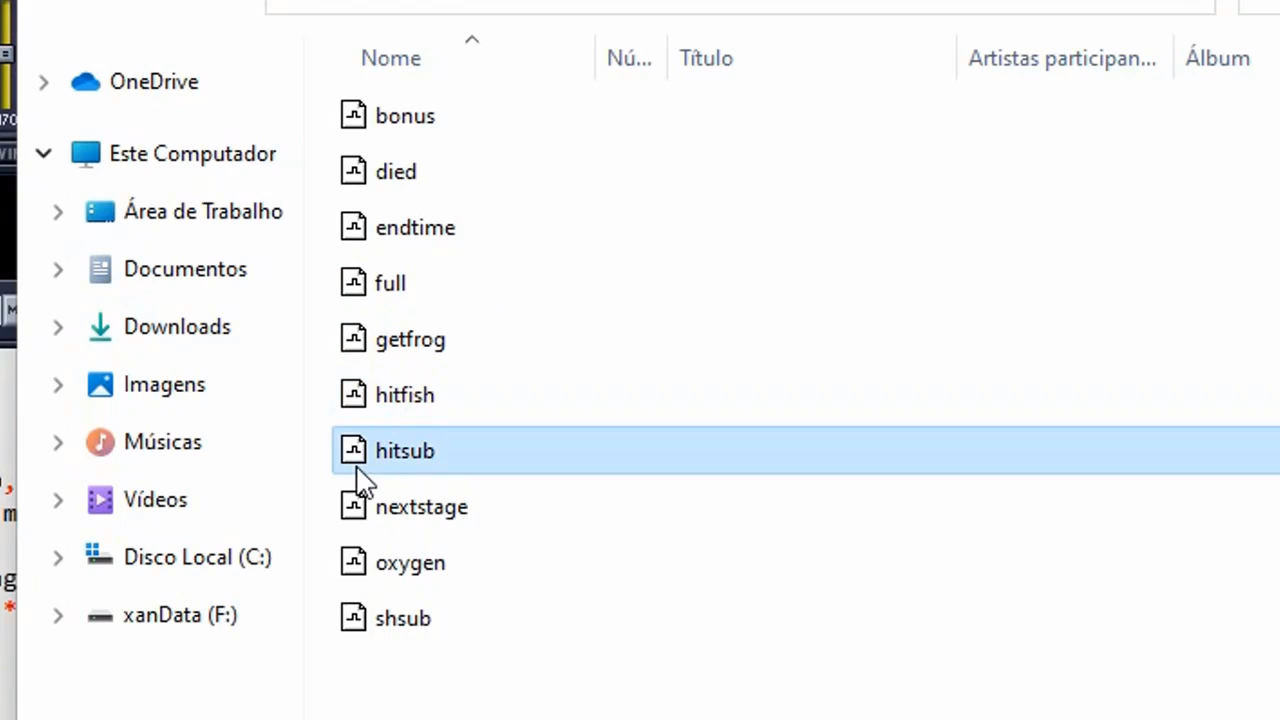 Nome Nú... Título Artistas participan... Álbum
OneDrive
Este Computador
Área de Trabalho
Documentos
Downloads
Imagens
Músicas
Vídeos
Disco Local (C:)
xanData (F:)
bonus
died
endtime
full
getfrog
hitfish
hitsub
nextstage
oxygen
shsub